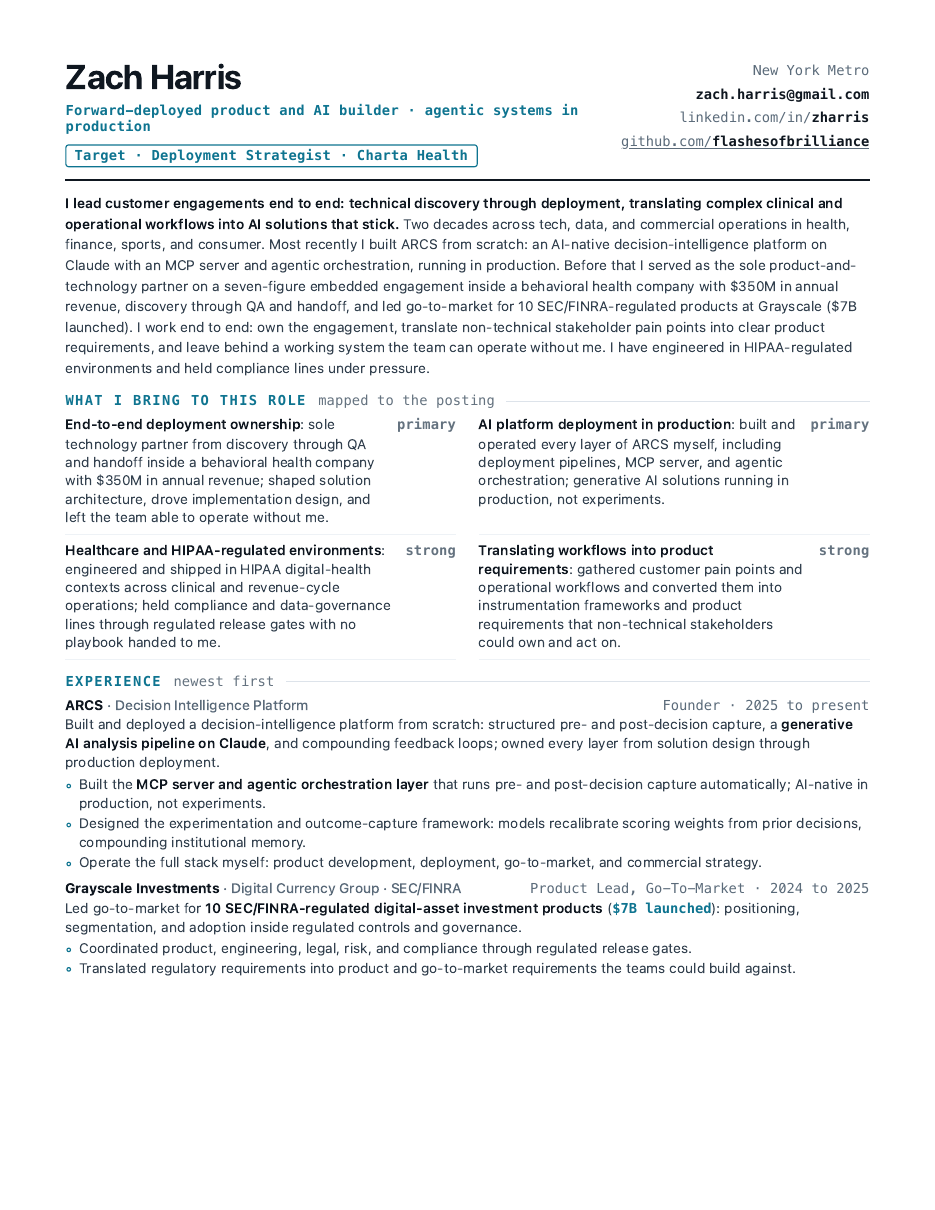 Zach Harris
New York Metro
zach.harris@gmail.com
linkedin.com/in/zharris
github.com/flashesofbrilliance
Forward-deployed product and AI builder · agentic systems in
production
Target · Deployment Strategist · Charta Health
I lead customer engagements end to end: technical discovery through deployment, translating complex clinical and
operational workflows into AI solutions that stick. Two decades across tech, data, and commercial operations in health,
finance, sports, and consumer. Most recently I built ARCS from scratch: an AI-native decision-intelligence platform on
Claude with an MCP server and agentic orchestration, running in production. Before that I served as the sole product-and-
technology partner on a seven-figure embedded engagement inside a behavioral health company with $350M in annual
revenue, discovery through QA and handoff, and led go-to-market for 10 SEC/FINRA-regulated products at Grayscale ($7B
launched). I work end to end: own the engagement, translate non-technical stakeholder pain points into clear product
requirements, and leave behind a working system the team can operate without me. I have engineered in HIPAA-regulated
environments and held compliance lines under pressure.
WHAT I BRING TO THIS ROLE mapped to the posting
End-to-end deployment ownership: sole primary
technology partner from discovery through QA
and handoff inside a behavioral health company
with $350M in annual revenue; shaped solution
architecture, drove implementation design, and
left the team able to operate without me.
AI platform deployment in production: built and primary
operated every layer of ARCS myself, including
deployment pipelines, MCP server, and agentic
orchestration; generative AI solutions running in
production, not experiments.
Healthcare and HIPAA-regulated environments: strong
engineered and shipped in HIPAA digital-health
contexts across clinical and revenue-cycle
operations; held compliance and data-governance
lines through regulated release gates with no
playbook handed to me.
Translating workflows into product strong
requirements: gathered customer pain points and
operational workflows and converted them into
instrumentation frameworks and product
requirements that non-technical stakeholders
could own and act on.
EXPERIENCE newest first
ARCS · Decision Intelligence Platform Founder · 2025 to present
Built and deployed a decision-intelligence platform from scratch: structured pre- and post-decision capture, a generative
AI analysis pipeline on Claude, and compounding feedback loops; owned every layer from solution design through
production deployment.
Built the MCP server and agentic orchestration layer that runs pre- and post-decision capture automatically; AI-native in
production, not experiments.
Designed the experimentation and outcome-capture framework: models recalibrate scoring weights from prior decisions,
compounding institutional memory.
Operate the full stack myself: product development, deployment, go-to-market, and commercial strategy.
Grayscale Investments · Digital Currency Group · SEC/FINRA Product Lead, Go-To-Market · 2024 to 2025
Led go-to-market for 10 SEC/FINRA-regulated digital-asset investment products ($7B launched): positioning,
segmentation, and adoption inside regulated controls and governance.
Coordinated product, engineering, legal, risk, and compliance through regulated release gates.
Translated regulatory requirements into product and go-to-market requirements the teams could build against.